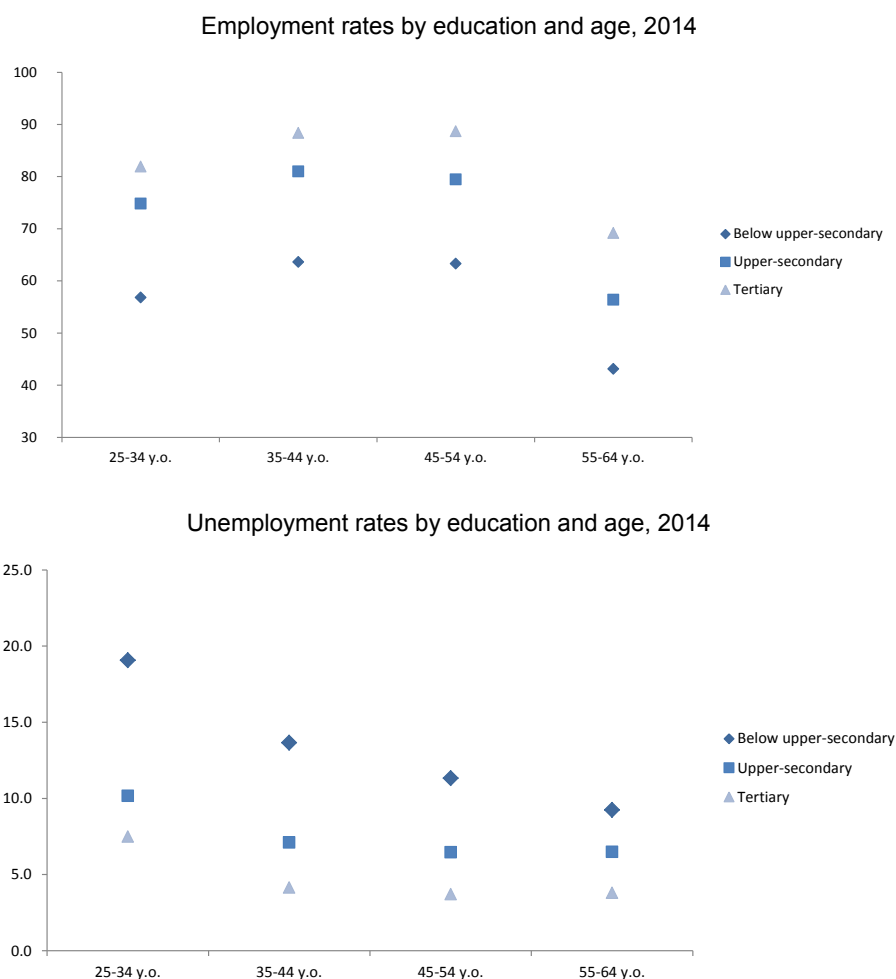 Employment rates by education and age, 2014
100
90
80
70
60
50
40
30
25-34 y.o.
35-44 y.o.
45-54 y.o.
55-64 y.o.
Below upper-secondary
Upper-secondary
Tertiary
Unemployment rates by education and age, 2014
25.0
20.0
15.0
10.0
5.0
0.0
25-34 y.o.
35-44 y.o.
45-54 y.o.
55-64 y.o.
Below upper-secondary
Upper-secondary
Tertiary